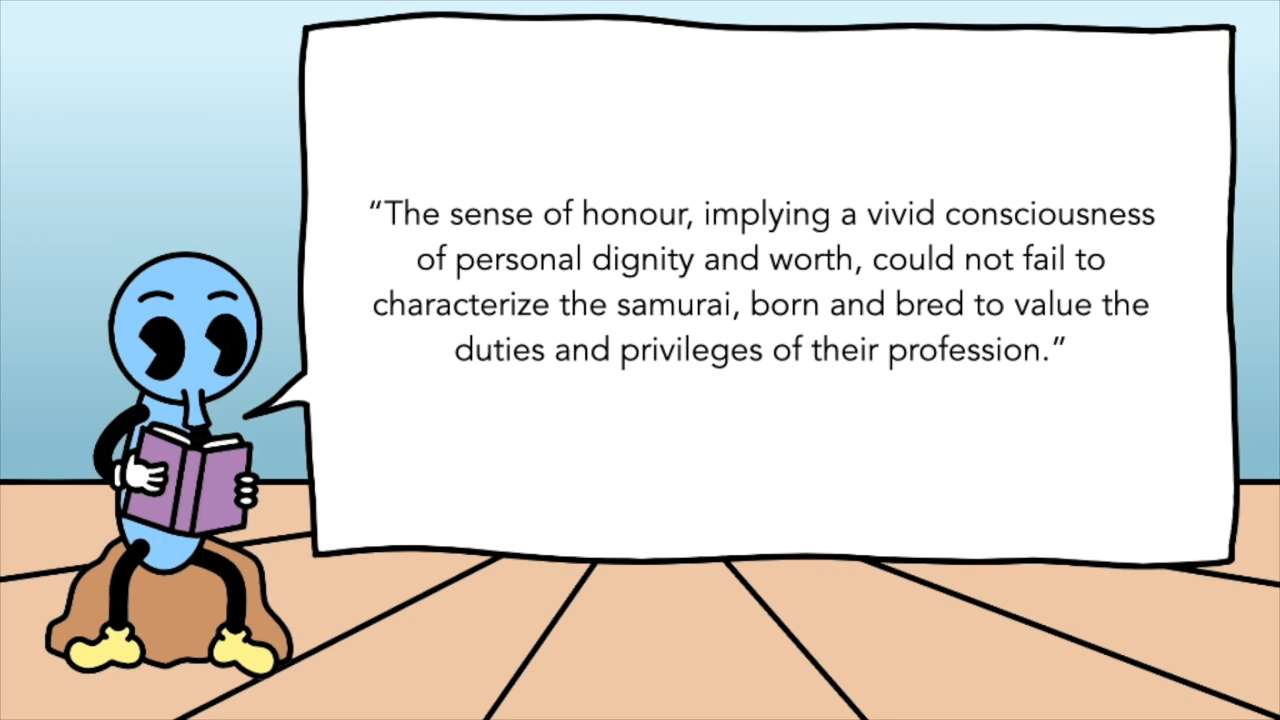 “The sense of honour, implying a vivid consciousness
of personal dignity and worth, could not fail to
characterize the samurai, born and bred to value the
duties and privileges of their profession.”